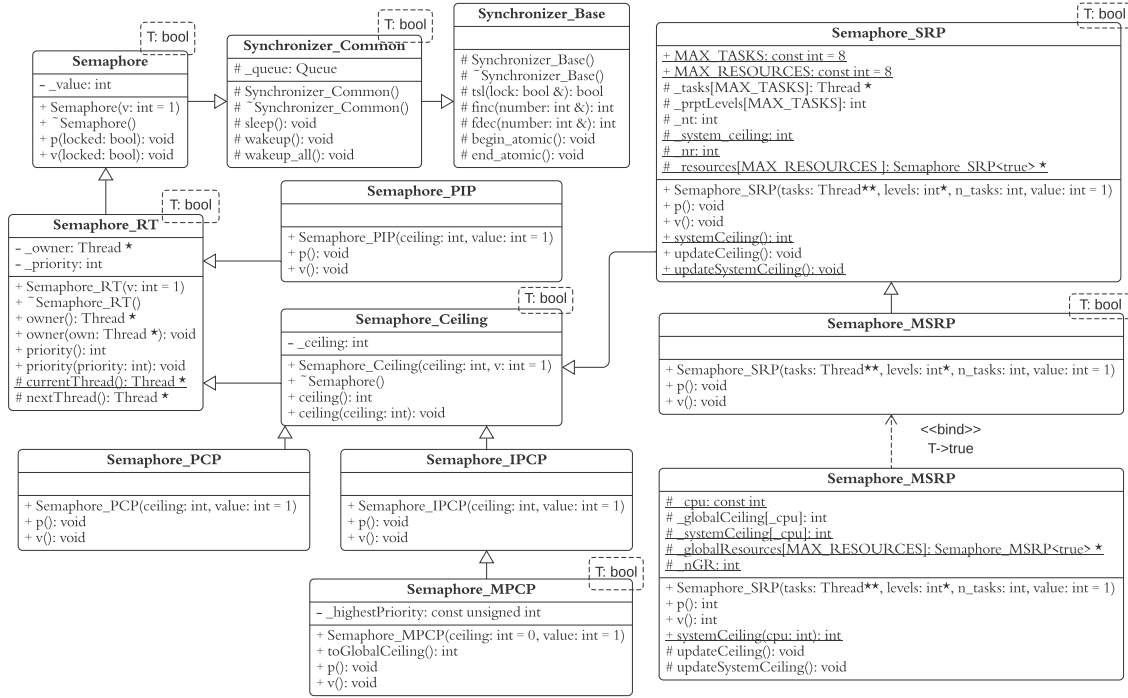 T: bool
Semaphore
- _value: int
+ Semaphore(v: int = 1)
+ ~Semaphore()
+ p(locked: bool): void
+ v(locked: bool): void
T: bool
Synchronizer_Common
# _queue: Queue
# Synchronizer_Common()
# ~Synchronizer_Common()
# sleep(): void
# wakeup(): void
# wakeup_all(): void
Synchronizer_Base
# Synchronizer_Base()
# ~Synchronizer_Base()
# tsl(lock: bool &): bool
# finc(number: int &): int
# fdec(number: int &): int
# begin_atomic(): void
# end_atomic(): void
T: bool
Semaphore_SRP
+ MAX_TASKS: const int = 8
+ MAX_RESOURCES: const int = 8
# _tasks[MAX_TASKS]: Thread *
# _prptLevels[MAX_TASKS]: int
# _nt: int
# _system_ceiling: int
# _nr: int
# _resources[MAX_RESOURCES ]: Semaphore_SRP<true> *
+ Semaphore_SRP(tasks: Thread**, levels: int*, n_tasks: int, value: int = 1)
+ p(): void
+ v(): void
+ systemCeiling(): int
+ updateCeiling(): void
+ updateSystemCeiling(): void
T: bool
Semaphore_RT
- _owner: Thread *
- _priority: int
+ Semaphore_RT(v: int = 1)
+ ~Semaphore_RT()
+ owner(): Thread *
+ owner(own: Thread *): void
+ priority(): int
+ priority(priority: int): void
# currentThread(): Thread *
# nextThread(): Thread *
Semaphore_PIP
+ Semaphore_PIP(ceiling: int, value: int = 1)
+ p(): void
+ v(): void
T: bool
Semaphore_Ceiling
- _ceiling: int
+ Semaphore_Ceiling(ceiling: int, v: int = 1)
+ ~Semaphore()
+ ceiling(): int
+ ceiling(ceiling: int): void
T: bool
Semaphore_MSRP
+ Semaphore_SRP(tasks: Thread**, levels: int*, n_tasks: int, value: int = 1)
+ p(): void
+ v(): void
<<bind>>
T->true
Semaphore_PCP
+ Semaphore_PCP(ceiling: int, value: int = 1)
+ p(): void
+ v(): void
Semaphore_IPCP
+ Semaphore_IPCP(ceiling: int, value: int = 1)
+ p(): void
+ v(): void
T: bool
Semaphore_MPCP
- _highestPriority: const unsigned int
+ Semaphore_MPCP(ceiling: int = 0, value: int = 1)
+ toGlobalCeiling(): int
+ p(): void
+ v(): void
Semaphore_MSRP
# _cpu: const int
# _globalCeiling[_cpu]: int
# _systemCeiling[_cpu]: int
# _globalResources[MAX_RESOURCES]: Semaphore_MSRP<true> *
# _nGR: int
+ Semaphore_SRP(tasks: Thread**, levels: int*, n_tasks: int, value: int = 1)
+ p(): int
+ v(): int
+ systemCeiling(cpu: int): int
# updateCeiling(): void
# updateSystemCeiling(): void